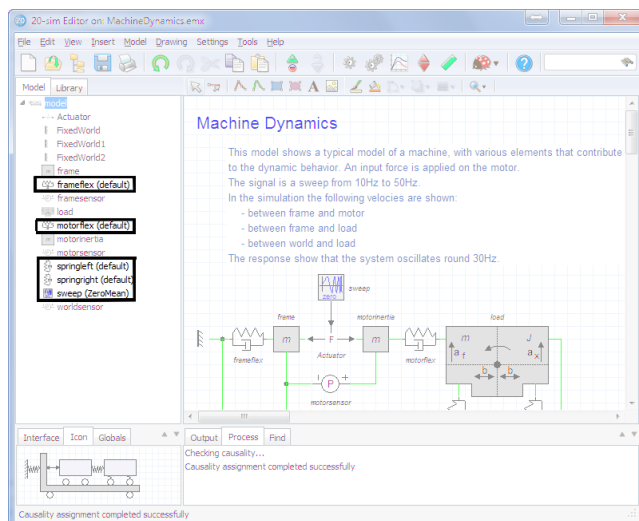 20-sim Editor on: MachineDynamics.emx
File Edit View Insert Model Drawing Settings Tools Help
Model Library
model
Actuator
FixedWorld
FixedWorld1
FixedWorld2
frame
frameflex (default)
framesensor
load
motorflex (default)
motorinertia
motorsensor
springleft (default)
springright (default)
sweep (ZeroMean)
worldsensor
Machine Dynamics
This model shows a typical model of a machine, with various elements that contribute
to the dynamic behavior. An input force is applied on the motor.
The signal is a sweep from 10Hz to 50Hz.
In the simulation the following velocies are shown:
- between frame and motor
- between frame and load
- between world and load
The response show that the system oscillates round 30Hz.
zero
sweep
frame
motorinertia
load
m
F
m
m
J
a f
a x
b
b
frameflex
Actuator
motorflex
P
motorsensor
Interface Icon Globals
Output Process Find
Checking causality...
Causality assignment completed successfully
Causality assignment completed successfully